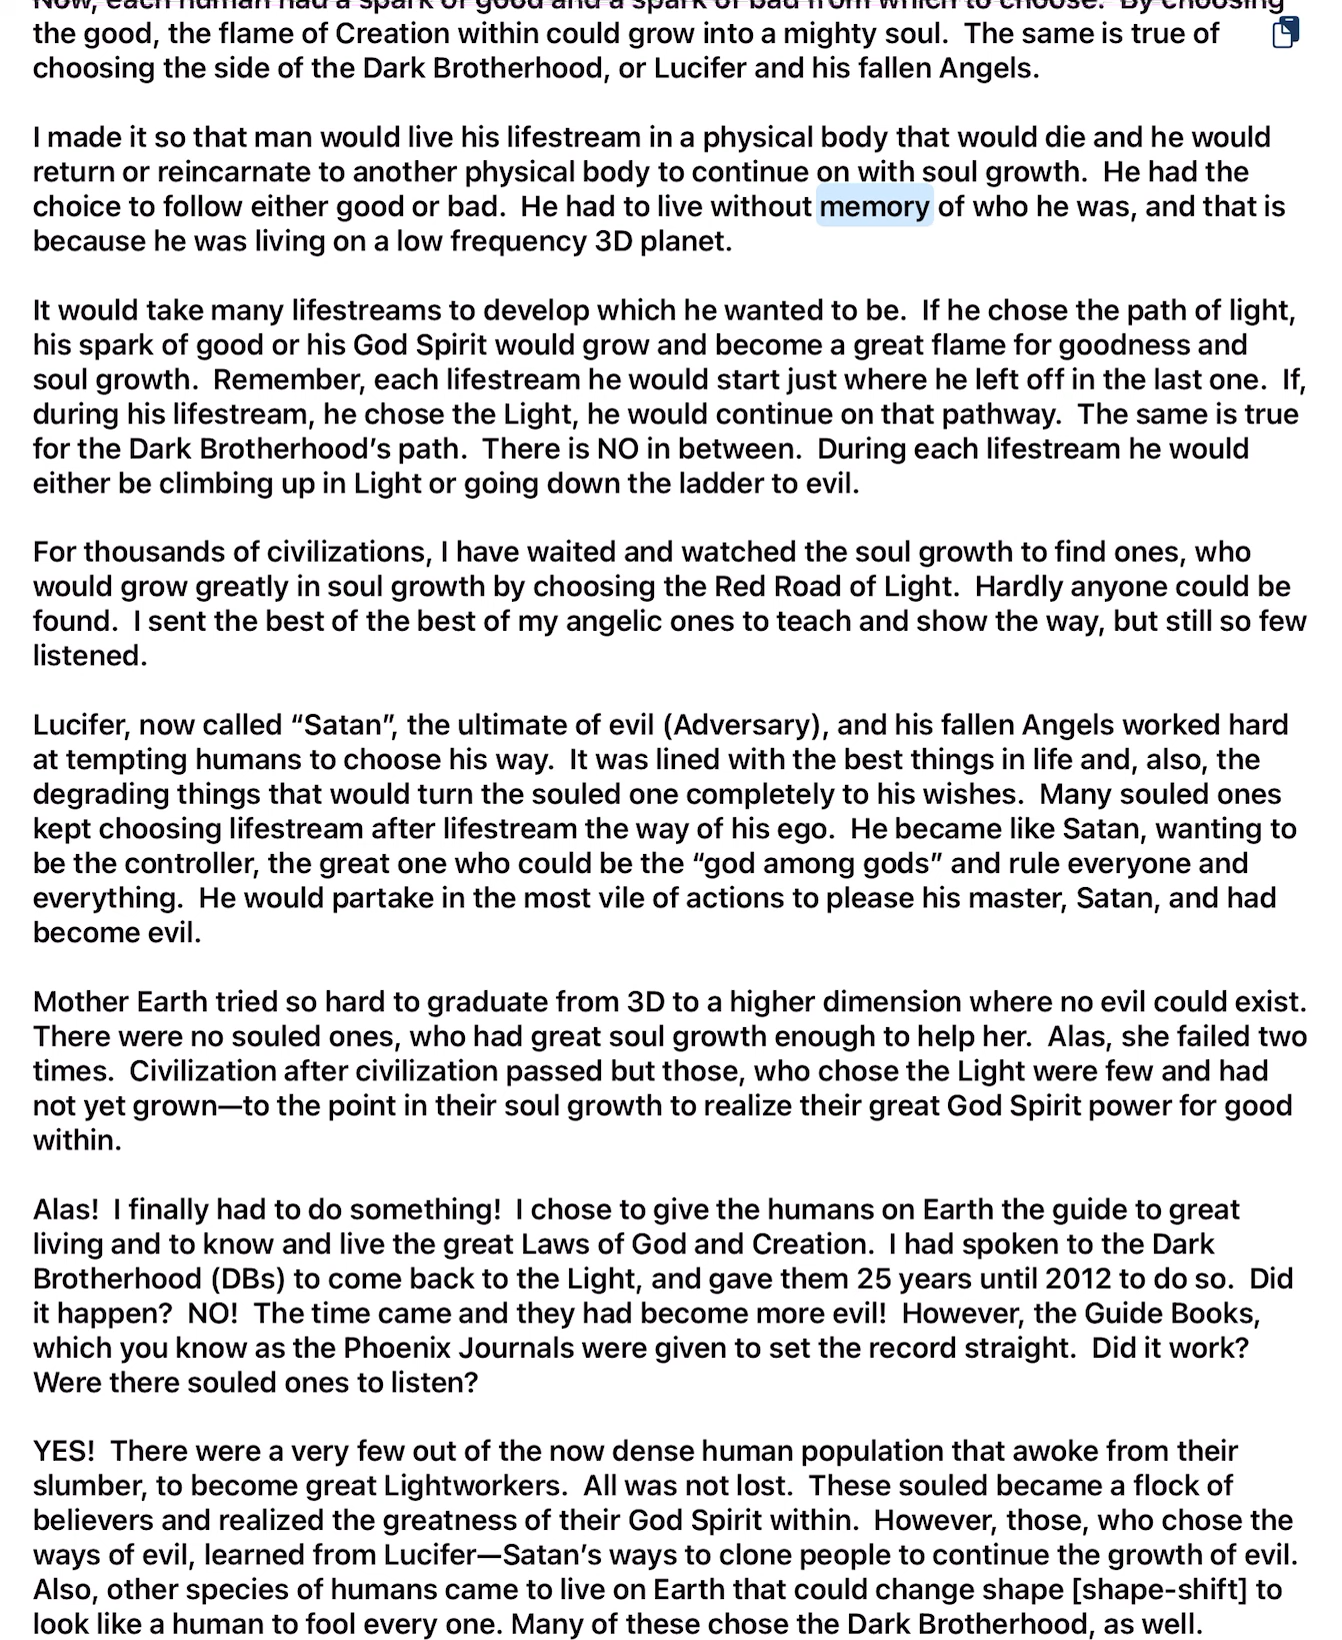 Now, each human had a spark of good and a spark of bad from which to choose.  By choosing
the good, the flame of Creation within could grow into a mighty soul.  The same is true of
choosing the side of the Dark Brotherhood, or Lucifer and his fallen Angels.
I made it so that man would live his lifestream in a physical body that would die and he would
return or reincarnate to another physical body to continue on with soul growth.  He had the
choice to follow either good or bad.  He had to live without memory of who he was, and that is
because he was living on a low frequency 3D planet.
It would take many lifestreams to develop which he wanted to be.  If he chose the path of light,
his spark of good or his God Spirit would grow and become a great flame for goodness and
soul growth.  Remember, each lifestream he would start just where he left off in the last one.  If,
during his lifestream, he chose the Light, he would continue on that pathway.  The same is true
for the Dark Brotherhood’s path.  There is NO in between.  During each lifestream he would
either be climbing up in Light or going down the ladder to evil.
For thousands of civilizations, I have waited and watched the soul growth to find ones, who
would grow greatly in soul growth by choosing the Red Road of Light.  Hardly anyone could be
found.  I sent the best of the best of my angelic ones to teach and show the way, but still so few
listened.
Lucifer, now called “Satan”, the ultimate of evil (Adversary), and his fallen Angels worked hard
at tempting humans to choose his way.  It was lined with the best things in life and, also, the
degrading things that would turn the souled one completely to his wishes.  Many souled ones
kept choosing lifestream after lifestream the way of his ego.  He became like Satan, wanting to
be the controller, the great one who could be the “god among gods” and rule everyone and
everything.  He would partake in the most vile of actions to please his master, Satan, and had
become evil.
Mother Earth tried so hard to graduate from 3D to a higher dimension where no evil could exist.
There were no souled ones, who had great soul growth enough to help her.  Alas, she failed two
times.  Civilization after civilization passed but those, who chose the Light were few and had
not yet grown—to the point in their soul growth to realize their great God Spirit power for good
within.
Alas!  I finally had to do something!  I chose to give the humans on Earth the guide to great
living and to know and live the great Laws of God and Creation.  I had spoken to the Dark
Brotherhood (DBs) to come back to the Light, and gave them 25 years until 2012 to do so.  Did
it happen?  NO!  The time came and they had become more evil!  However, the Guide Books,
which you know as the Phoenix Journals were given to set the record straight.  Did it work?
Were there souled ones to listen?
YES!  There were a very few out of the now dense human population that awoke from their
slumber, to become great Lightworkers.  All was not lost.  These souled became a flock of
believers and realized the greatness of their God Spirit within.  However, those, who chose the
ways of evil, learned from Lucifer—Satan’s ways to clone people to continue the growth of evil.
Also, other species of humans came to live on Earth that could change shape [shape-shift] to
look like a human to fool every one. Many of these chose the Dark Brotherhood, as well.